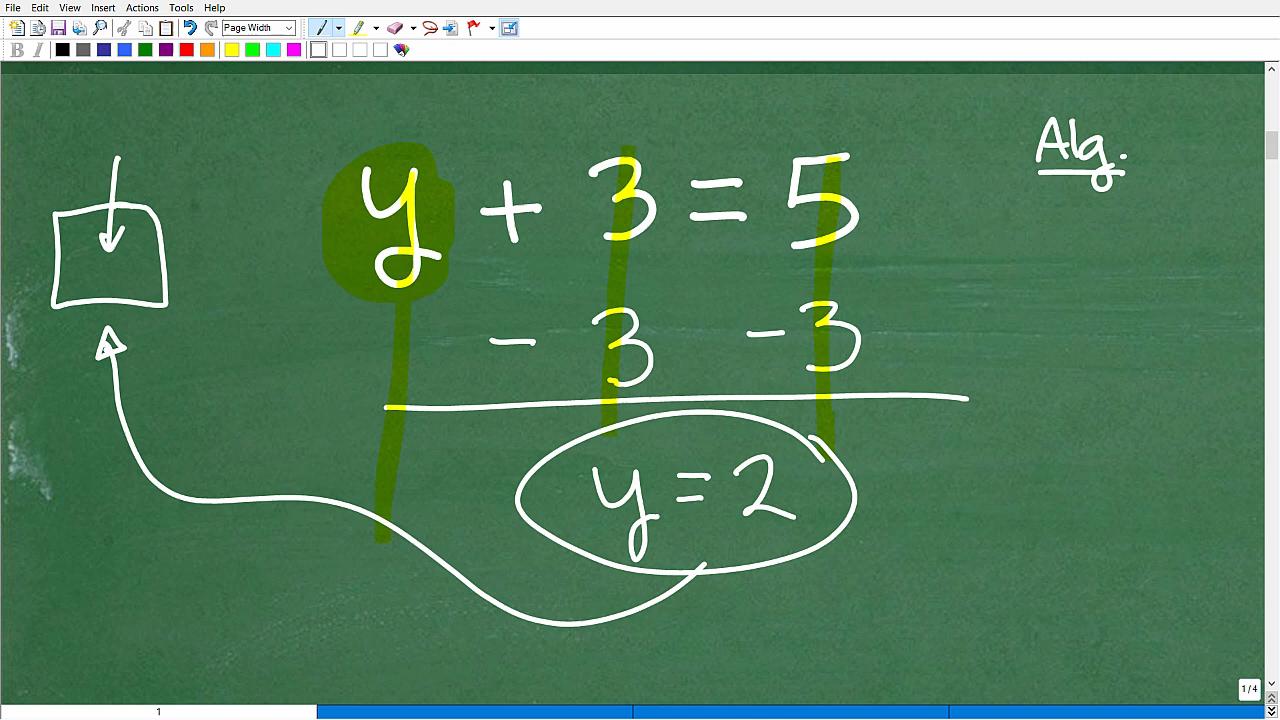 File Edit View Insert Actions Tools Help
Page Width
B I
Alg.
y + 3 = 5
- 3 - 3
y = 2
1/4
1